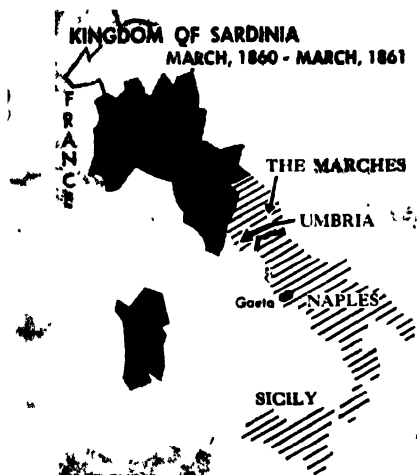 KINGDOM OF SARDINIA
MARCH, 1860 - MARCH, 1861
FRANCE
THE MARCHES
UMBRIA
Gaeta
NAPLES
SICILY